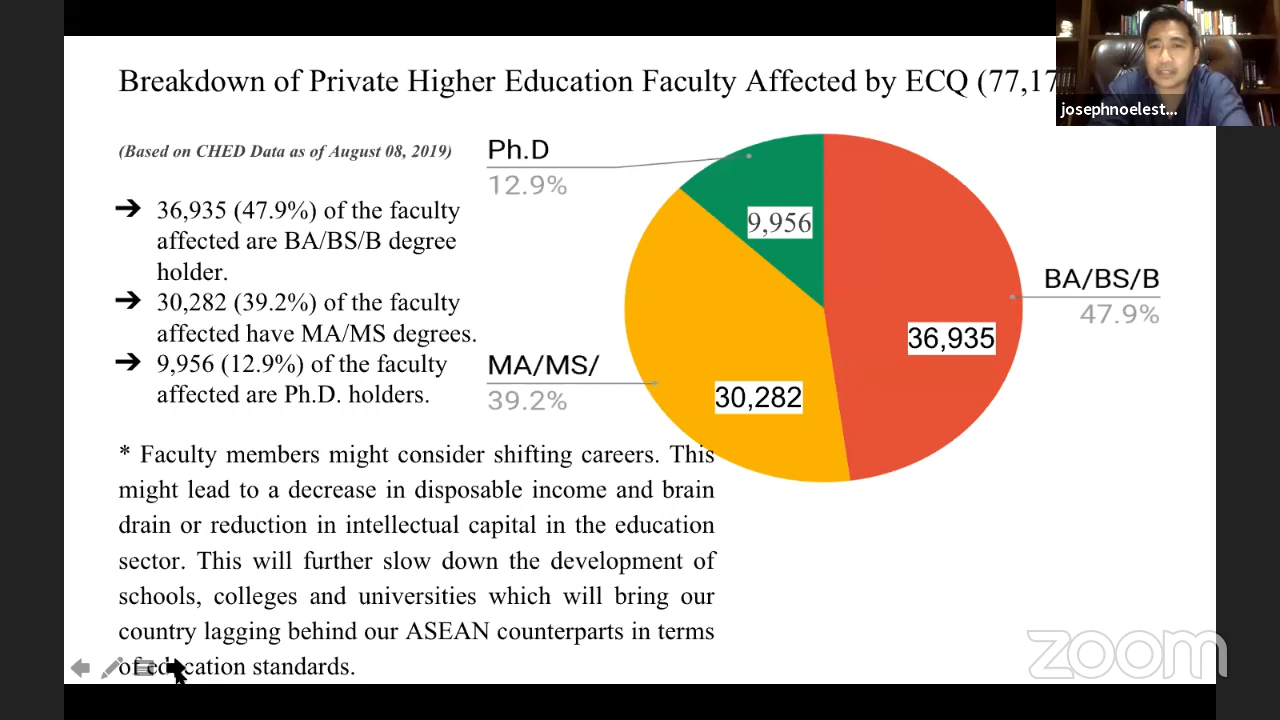 Breakdown of Private Higher Education Faculty Affected by ECQ (77,17
josephnoelest...
(Based on CHED Data as of August 08, 2019)
➔ 36,935 (47.9%) of the faculty
affected are BA/BS/B degree
holder.
➔ 30,282 (39.2%) of the faculty
affected have MA/MS degrees.
➔ 9,956 (12.9%) of the faculty
affected are Ph.D. holders.
Ph.D
12.9%
9,956
BA/BS/B
47.9%
36,935
MA/MS/
39.2%
30,282
* Faculty members might consider shifting careers. This
might lead to a decrease in disposable income and brain
drain or reduction in intellectual capital in the education
sector. This will further slow down the development of
schools, colleges and universities which will bring our
country lagging behind our ASEAN counterparts in terms
of education standards.
zoom